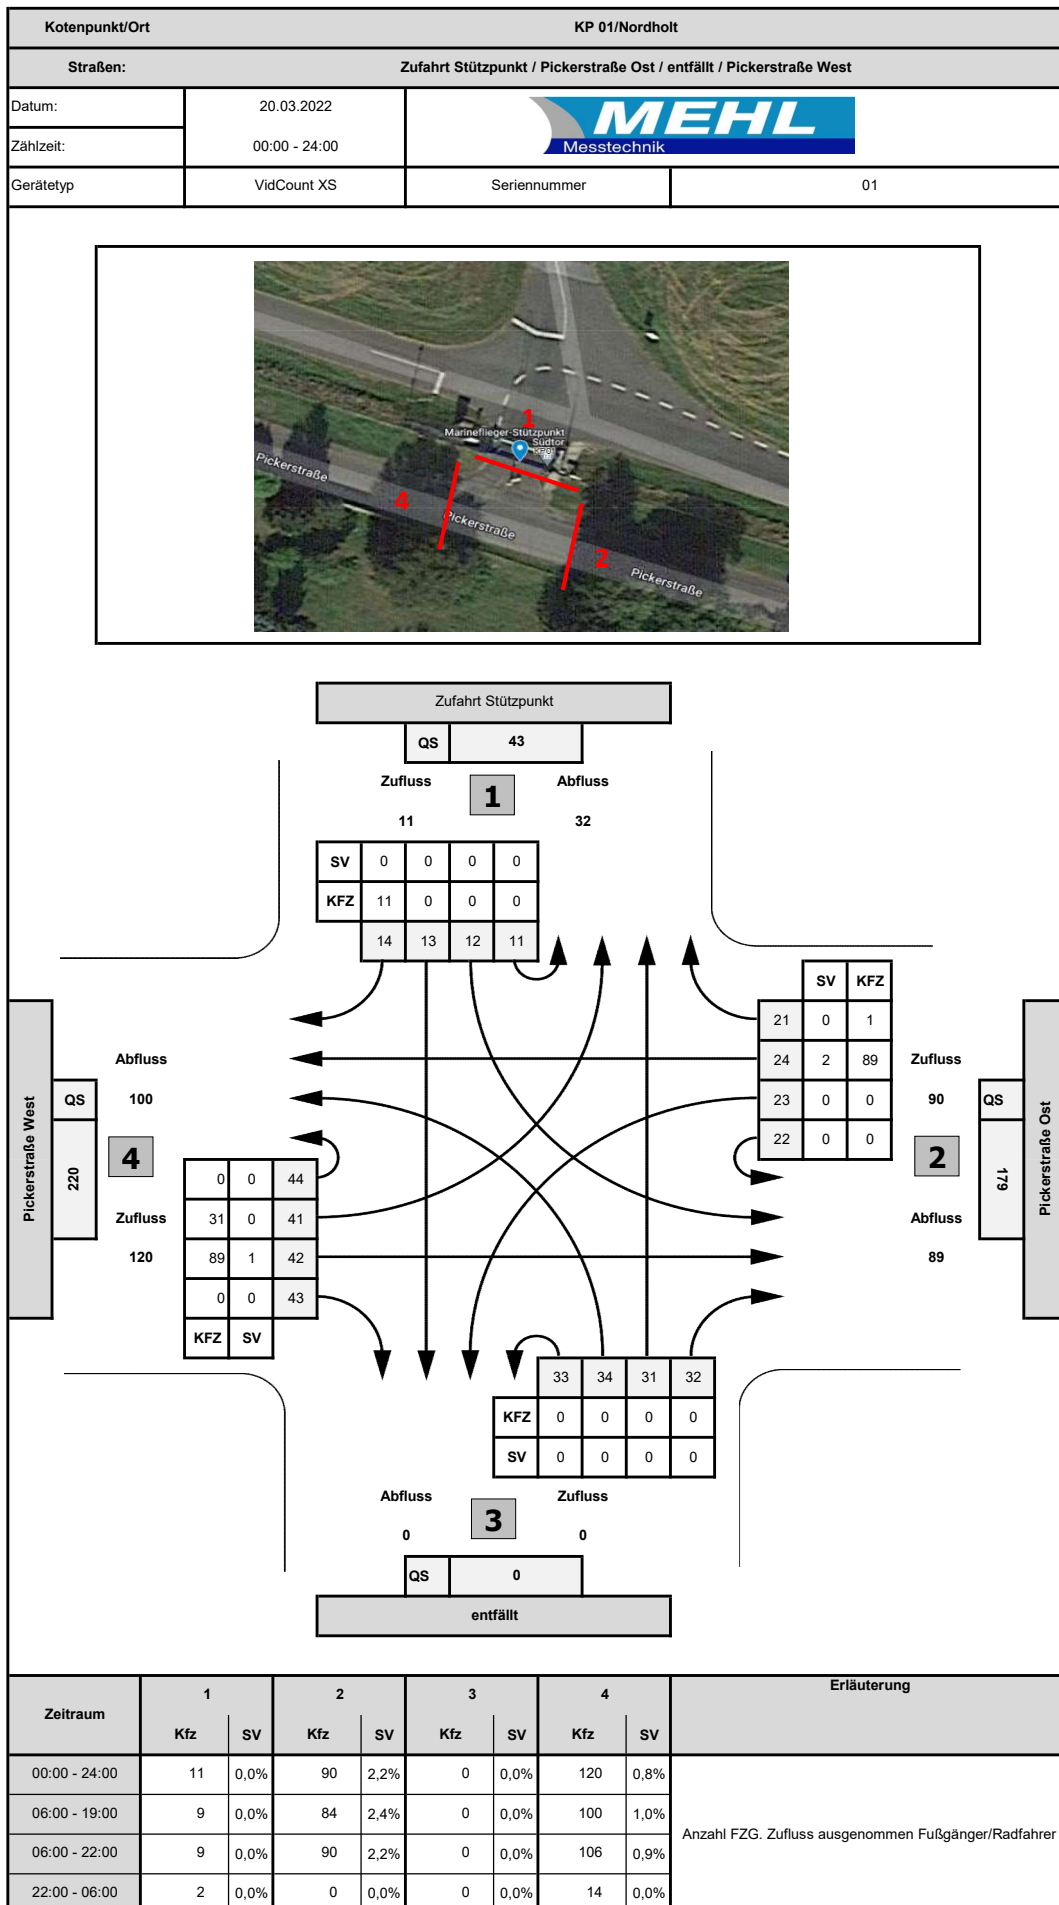 Kotenpunkt/Ort KP 01/Nordholt
Straßen: Zufahrt Stützpunkt / Pickerstraße Ost / entfällt / Pickerstraße West
Datum: 20.03.2022
MEHL
Messtechnik
Zählzeit: 00:00 - 24:00
Gerätetyp VidCount XS Seriennummer 01
1
Marineflieger-Stützpunkt
Südtor
KP01
Pickerstraße
4
Pickerstraße
2
Pickerstraße
Zufahrt Stützpunkt
QS 43
Zufluss 1 Abfluss
11 32
SV 0 0 0 0
KFZ 11 0 0 0
14 13 12 11
SV KFZ
21 0 1
24 2 89
23 0 0
22 0 0
Zufluss
90
2
Abfluss
89
QS
179
Pickerstraße Ost
Pickerstraße West
QS
220
Abfluss
100
4
Zufluss
120
0 0 44
31 0 41
89 1 42
0 0 43
KFZ SV
33 34 31 32
KFZ 0 0 0 0
SV 0 0 0 0
Abfluss 3 Zufluss
0 0
QS 0
entfällt
Zeitraum 1 2 3 4 Erläuterung
Kfz SV Kfz SV Kfz SV Kfz SV
00:00 - 24:00 11 0,0% 90 2,2% 0 0,0% 120 0,8%
06:00 - 19:00 9 0,0% 84 2,4% 0 0,0% 100 1,0%
Anzahl FZG. Zufluss ausgenommen Fußgänger/Radfahrer
06:00 - 22:00 9 0,0% 90 2,2% 0 0,0% 106 0,9%
22:00 - 06:00 2 0,0% 0 0,0% 0 0,0% 14 0,0%